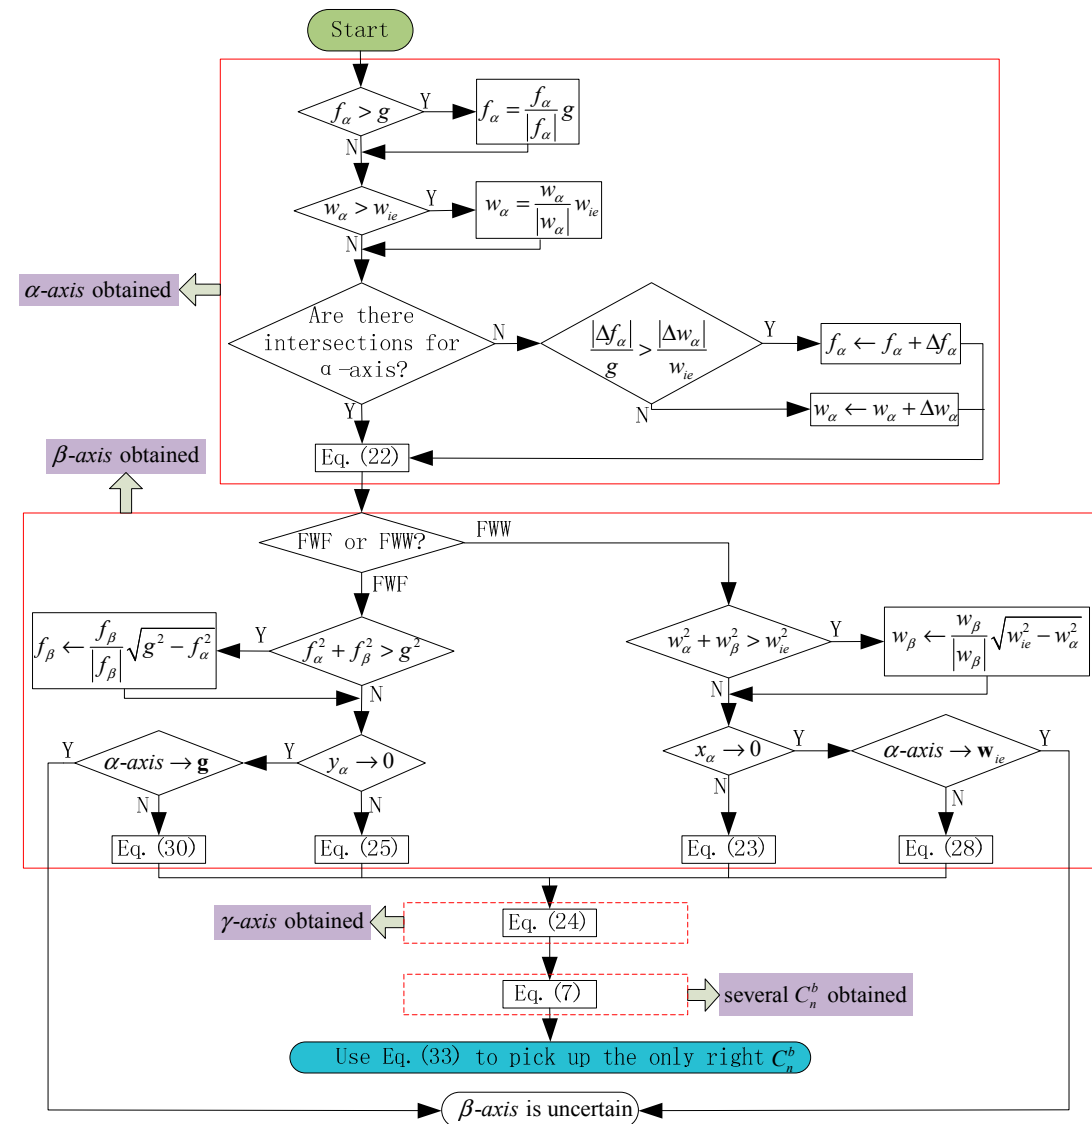 Start
f_α > g
Y
f_α = f_α/|f_α| g
N
w_α > w_ie
Y
w_α = w_α/|w_α| w_ie
N
α-axis obtained
Are there
intersections for
α-axis?
N
|Δf_α|/g > |Δw_α|/w_ie
Y
f_α ← f_α + Δf_α
N
w_α ← w_α + Δw_α
Y
Eq. (22)
β-axis obtained
FWF or FWW?
FWW
FWF
f_β ← f_β/|f_β| √(g² − f_α²)
Y
f_α² + f_β² > g²
N
w_α² + w_β² > w_ie²
Y
w_β ← w_β/|w_β| √(w_ie² − w_α²)
N
Y
α-axis → g
Y
y_α → 0
x_α → 0
Y
α-axis → w_ie
Y
N
N
N
N
Eq. (30)
Eq. (25)
Eq. (23)
Eq. (28)
γ-axis obtained
Eq. (24)
Eq. (7)
several C_n^b obtained
Use Eq. (33) to pick up the only right C_n^b
β-axis is uncertain